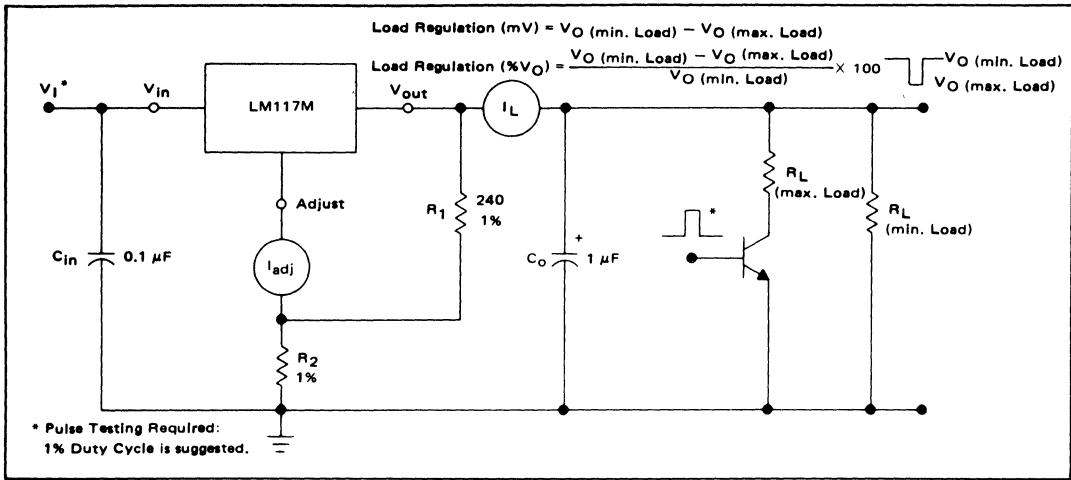 Load Regulation (mV) = VO (min. Load) – VO (max. Load)
Load Regulation (%VO) = VO (min. Load) – VO (max. Load) / VO (min. Load) × 100
VO (min. Load)
VO (max. Load)
VI*
Vin
LM117M
Vout
IL
Adjust
R1
240
1%
RL
(max. Load)
RL
(min. Load)
*
Cin
0.1 μF
Iadj
CO
+
1 μF
R2
1%
* Pulse Testing Required:
1% Duty Cycle is suggested.